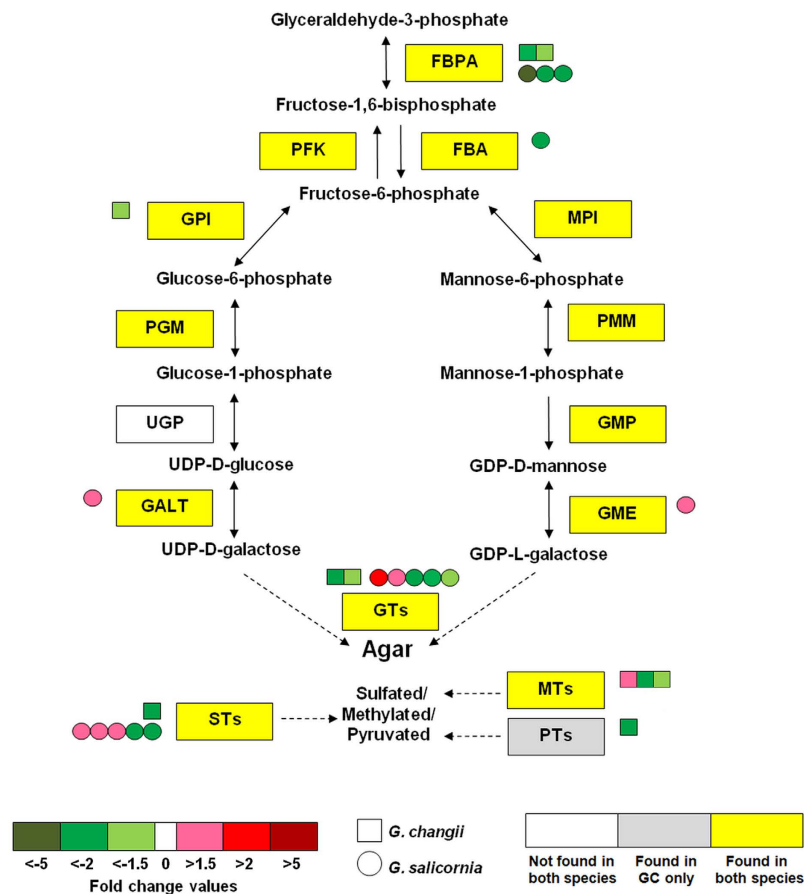 Glyceraldehyde-3-phosphate
FBPA
Fructose-1,6-bisphosphate
PFK
FBA
Fructose-6-phosphate
GPI
MPI
Glucose-6-phosphate
Mannose-6-phosphate
PGM
PMM
Glucose-1-phosphate
Mannose-1-phosphate
UGP
GMP
UDP-D-glucose
GDP-D-mannose
GALT
GME
UDP-D-galactose
GDP-L-galactose
GTs
Agar
Sulfated/
Methylated/
Pyruvated
MTs
STs
PTs
<-5 <-2 <-1.5 0 >1.5 >2 >5
Fold change values
G. changii
G. salicornia
Not found in
both species
Found in
GC only
Found in
both species